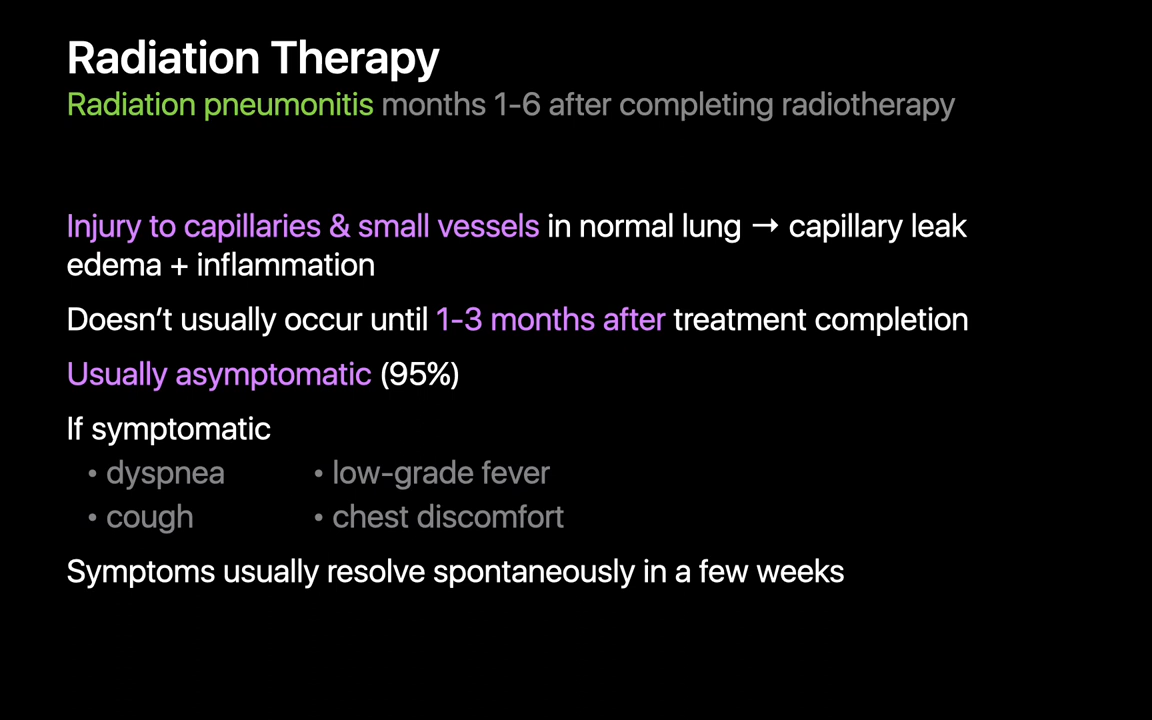 Radiation Therapy
Radiation pneumonitis months 1-6 after completing radiotherapy
Injury to capillaries & small vessels in normal lung → capillary leak
edema + inflammation
Doesn’t usually occur until 1-3 months after treatment completion
Usually asymptomatic (95%)
If symptomatic
• dyspnea • low-grade fever
• cough • chest discomfort
Symptoms usually resolve spontaneously in a few weeks